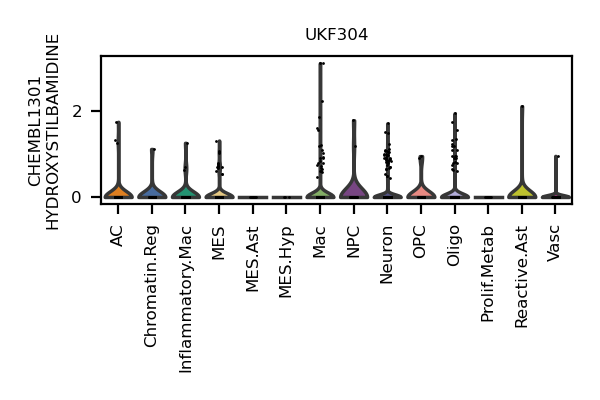 UKF304
CHEMBL1301
HYDROXYSTILBAMIDINE
2
0
AC
Chromatin.Reg
Inflammatory.Mac
MES
MES.Ast
MES.Hyp
Mac
NPC
Neuron
OPC
Oligo
Prolif.Metab
Reactive.Ast
Vasc